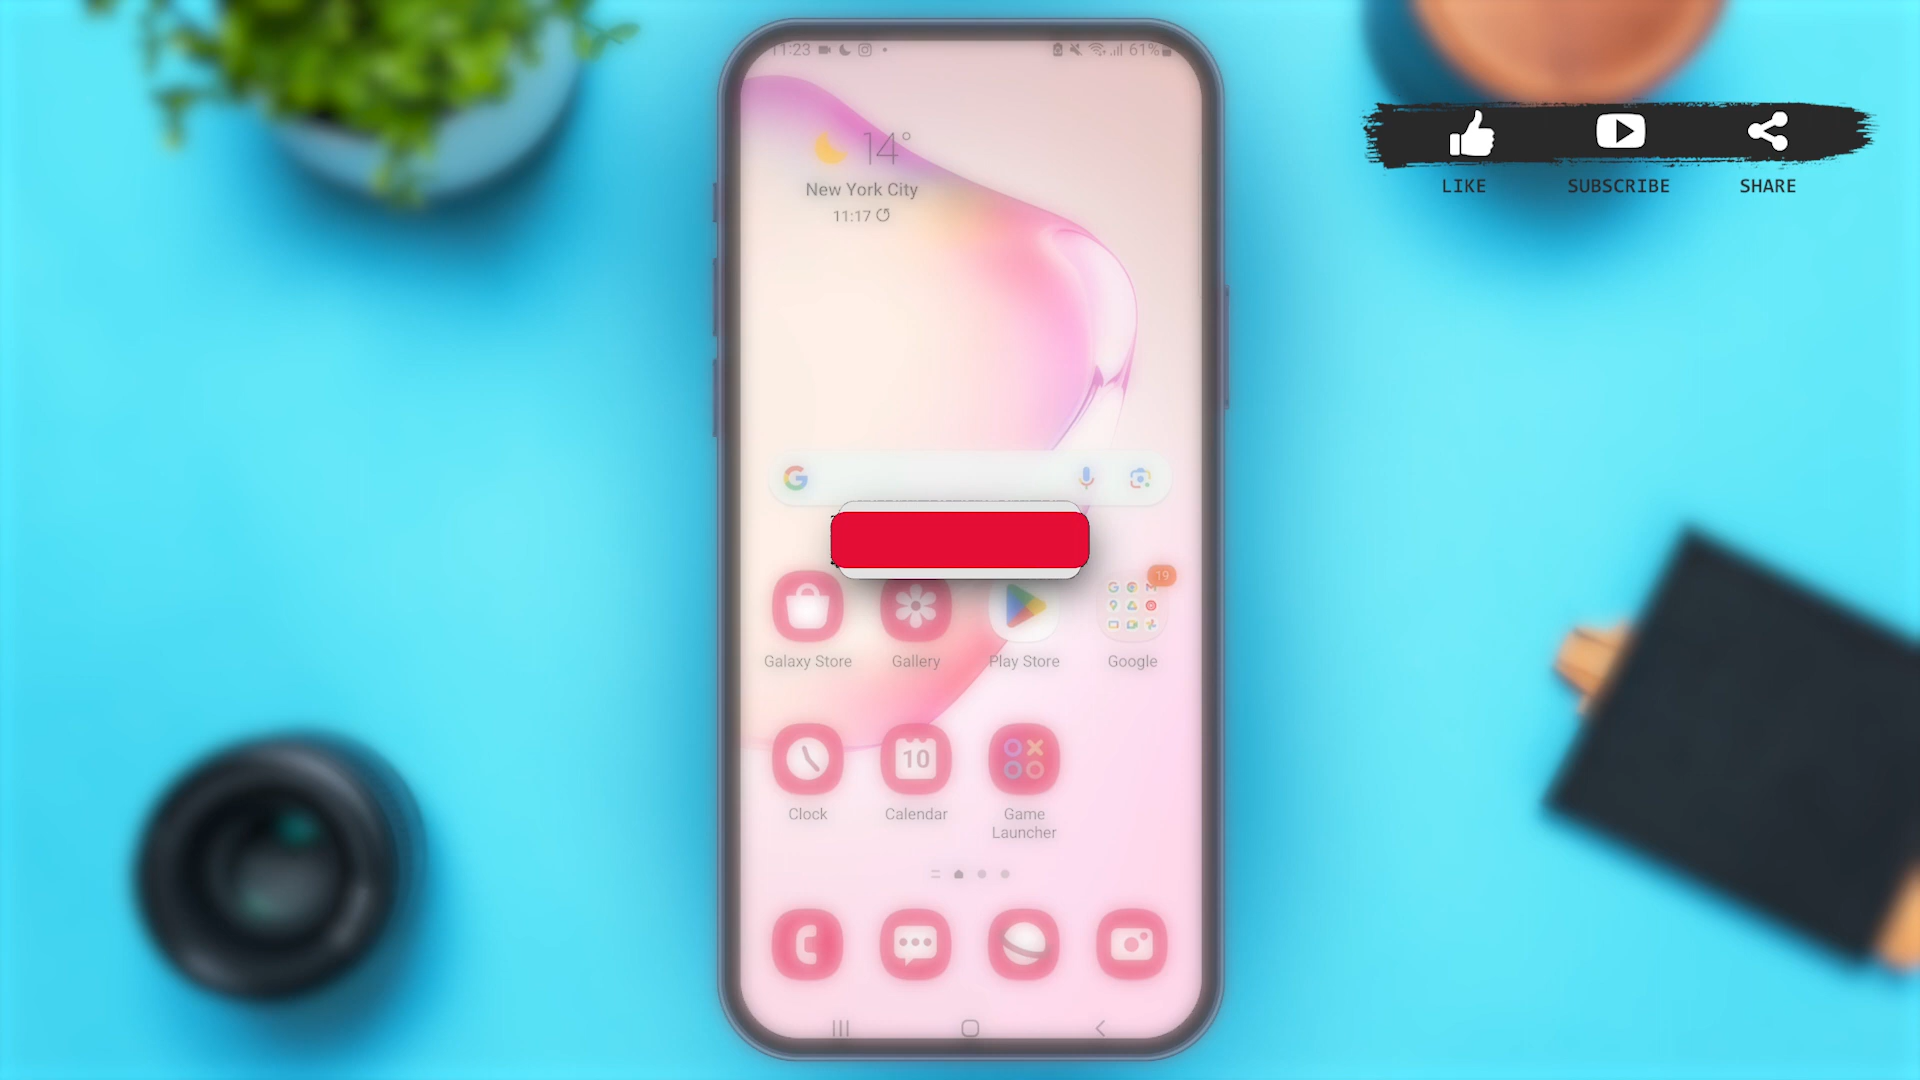 11:23
61%
14°
New York City
11:17
19
Galaxy Store
Gallery
Play Store
Google
10
Clock
Calendar
Game
Launcher
LIKE
SUBSCRIBE
SHARE